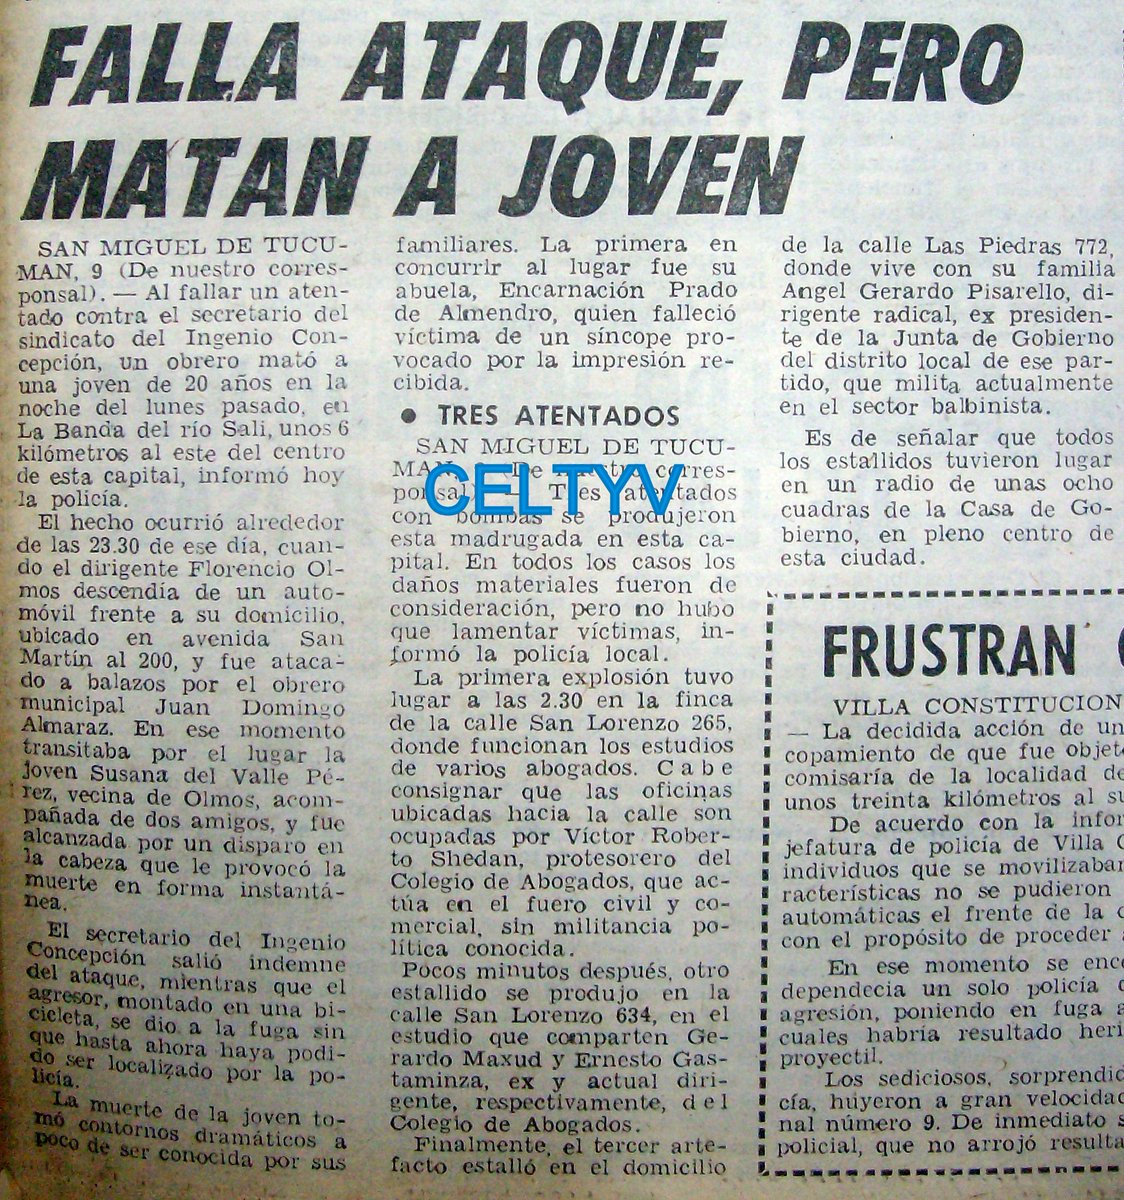 FALLA ATAQUE, PERO
MATAN A JOVEN
SAN MIGUEL DE TUCU-
MAN, 9 (De nuestro corres-
ponsal). — Al fallar un aten-
tado contra el secretario del
sindicato del Ingenio Con-
cepción, un obrero mató a
una joven de 20 años en la
noche del lunes pasado, en
La Banda del río Salí, unos 6
kilómetros al este del centro
de esta capital, informó hoy
la policía.
El hecho ocurrió alrededor
de las 23.30 de ese día, cuan-
do el dirigente Florencio Ol-
mos descendía de un auto-
móvil frente a su domicilio,
ubicado en avenida San
Martín al 200, y fue ataca-
do a balazos por el obrero
municipal Juan Domingo
Almaraz. En ese momento
transitaba por el lugar la
joven Susana del Valle Pé-
rez, vecina de Olmos, acom-
pañada de dos amigos, y fue
alcanzada por un disparo en
la cabeza que le provocó la
muerte en forma instantá-
nea.
El secretario del Ingenio
Concepción salió indemne
del ataque, mientras que el
agresor, montado en una bi-
cicleta, se dio a la fuga sin
que hasta ahora haya podi-
do ser localizado por la po-
licía.
La muerte de la joven to-
mó contornos dramáticos a
poco de ser conocida por sus
familiares. La primera en
concurrir al lugar fue su
abuela, Encarnación Prado
de Almendro, quien falleció
víctima de un síncope pro-
vocado por la impresión re-
cibida.
• TRES ATENTADOS
SAN MIGUEL DE TUCU-
MAN De nuestro corres-
ponsal — Tres atentados
CELTYV
con bombas se produjeron
esta madrugada en esta ca-
pital. En todos los casos los
daños materiales fueron de
consideración, pero no hubo
que lamentar víctimas, in-
formó la policía local.
La primera explosión tuvo
lugar a las 2.30 en la finca
de la calle San Lorenzo 265,
donde funcionan los estudios
de varios abogados. Cabe
consignar que las oficinas
ubicadas hacia la calle son
ocupadas por Víctor Rober-
to Shedan, protesorero del
Colegio de Abogados, que ac-
túa en el fuero civil y co-
mercial, sin militancia po-
lítica conocida.
Pocos minutos después, otro
estallido se produjo en la
calle San Lorenzo 634, en el
estudio que comparten Ge-
rardo Maxud y Ernesto Gas-
taminza, ex y actual diri-
gente, respectivamente, del
Colegio de Abogados.
Finalmente, el tercer arte-
facto estalló en el domicilio
de la calle Las Piedras 772,
donde vive con su familia
Angel Gerardo Pisarello, di-
rigente radical, ex presiden-
te de la Junta de Gobierno
del distrito local de ese par-
tido, que milita actualmente
en el sector balbinista.
Es de señalar que todos
los estallidos tuvieron lugar
en un radio de unas ocho
cuadras de la Casa de Go-
bierno, en pleno centro de
esta ciudad.
FRUSTRAN
VILLA CONSTITUCION
— La decidida acción de un
copamiento de que fue objet
comisaría de la localidad de
unos treinta kilómetros al su
De acuerdo con la infor
jefatura de policía de Villa C
individuos que se movilizaban
racterísticas no se pudieron
automáticas el frente de la c
con el propósito de proceder a
En ese momento se enco
dependecia un solo policía q
agresión, poniendo en fuga a
cuales habría resultado heri
proyectil.
Los sediciosos, sorprendid
cía, huyeron a gran velocidad
nal número 9. De inmediato s
policial, que no arrojó resulta